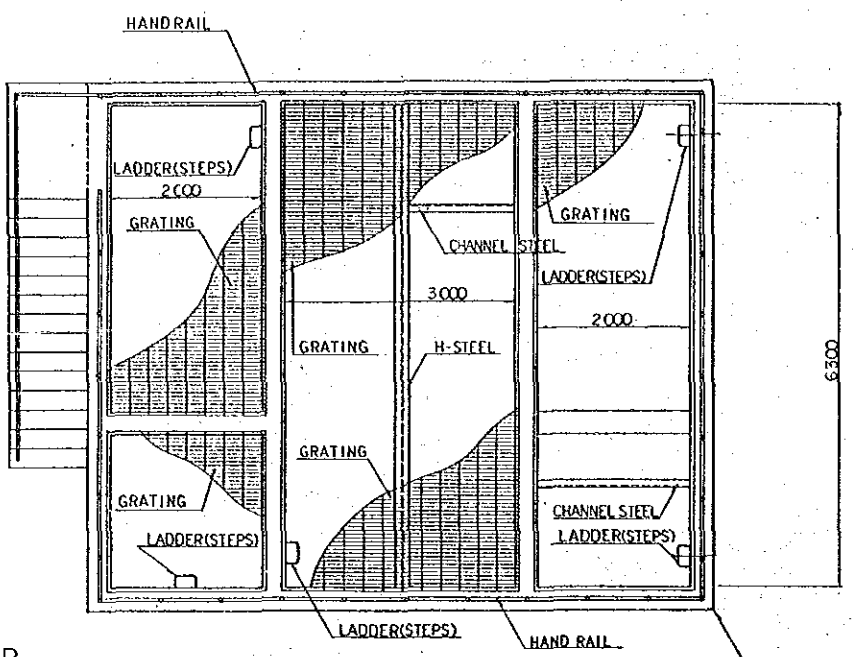 HANDRAIL
LADDER(STEPS)
2000
GRATING
GRATING
CHANNEL STEEL
LADDER(STEPS)
3000
2000
GRATING
H-STEEL
6300
GRATING
GRATING
CHANNEL STEEL
LADDER(STEPS)
LADDER(STEPS)
LADDER(STEPS)
HAND RAIL